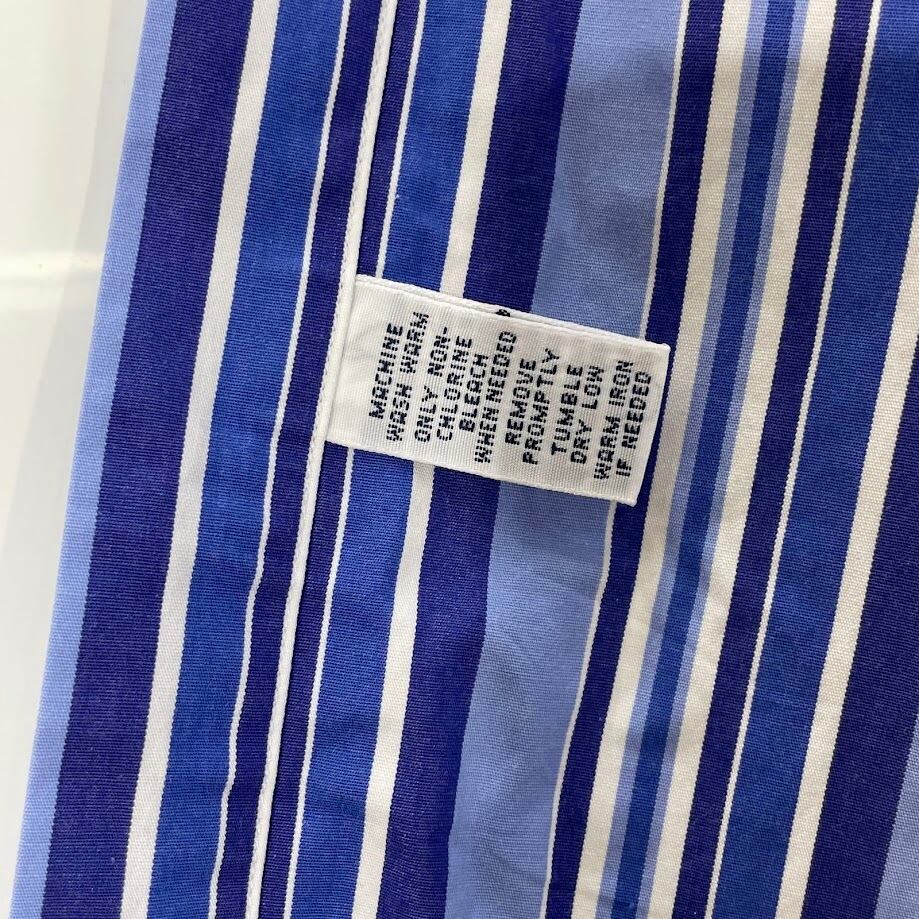 MACHINE
WASH WARM
ONLY NON-
CHLORINE
BLEACH
WHEN NEEDED
REMOVE
PROMPTLY
TUMBLE
DRY LOW
WARM IRON
IF NEEDED